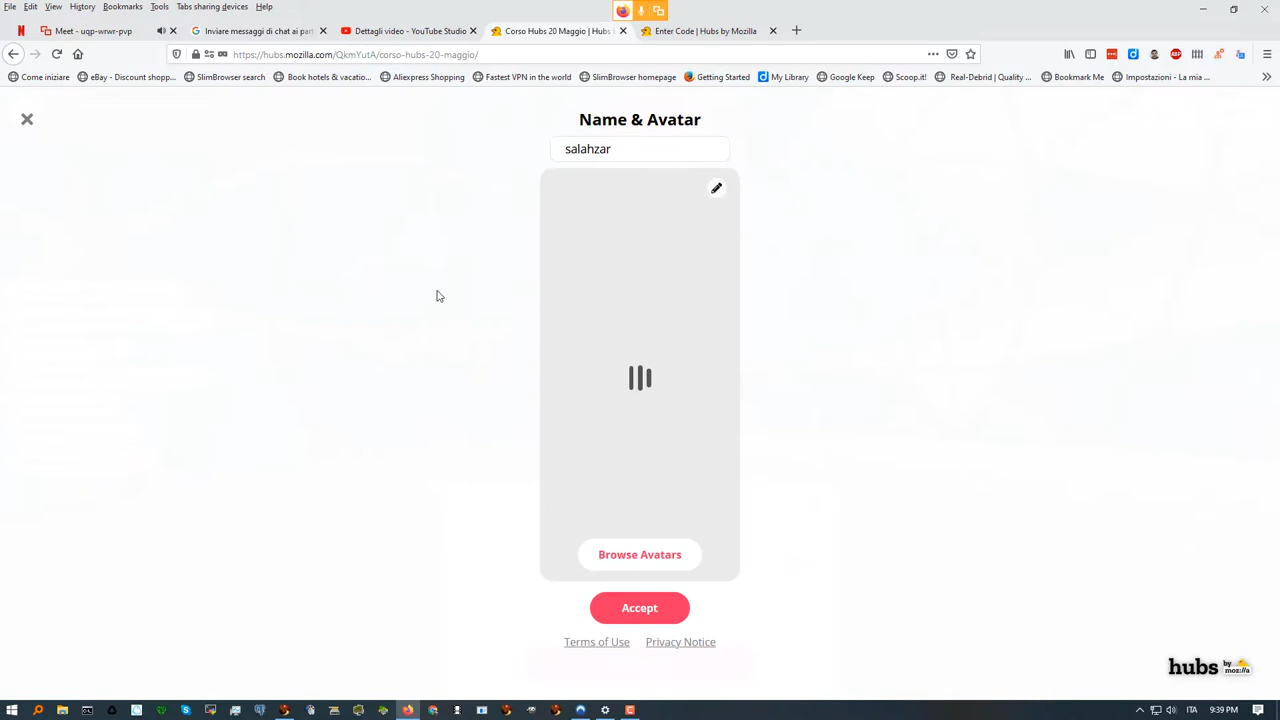 File Edit View History Bookmarks Tools Tabs sharing devices Help
Meet - uqp-wrwr-pvp
Inviare messaggi di chat ai part
Dettagli video - YouTube Studio
Corso Hubs 20 Maggio | Hubs
Enter Code | Hubs by Mozilla
https://hubs.mozilla.com/QkmYutA/corso-hubs-20-maggio/
Come iniziare eBay - Discount shopp... SlimBrowser search Book hotels & vacatio... Aliexpress Shopping Fastest VPN in the world SlimBrowser homepage Getting Started My Library Google Keep Scoop.it! Real-Debrid | Quality ... Bookmark Me Impostazioni - La mia ...
Name & Avatar
salahzar
Browse Avatars
Accept
Terms of Use Privacy Notice
hubs by moz://a
ITA 9:39 PM